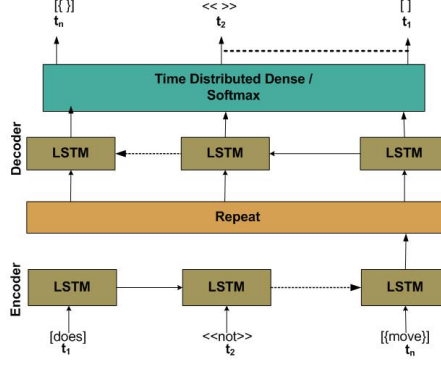 [{ }] << >> [ ]
tn t2 t1
Time Distributed Dense /
Softmax
Decoder
LSTM LSTM LSTM
Repeat
Encoder
LSTM LSTM LSTM
[does] <<not>> [{move}]
t1 t2 tn